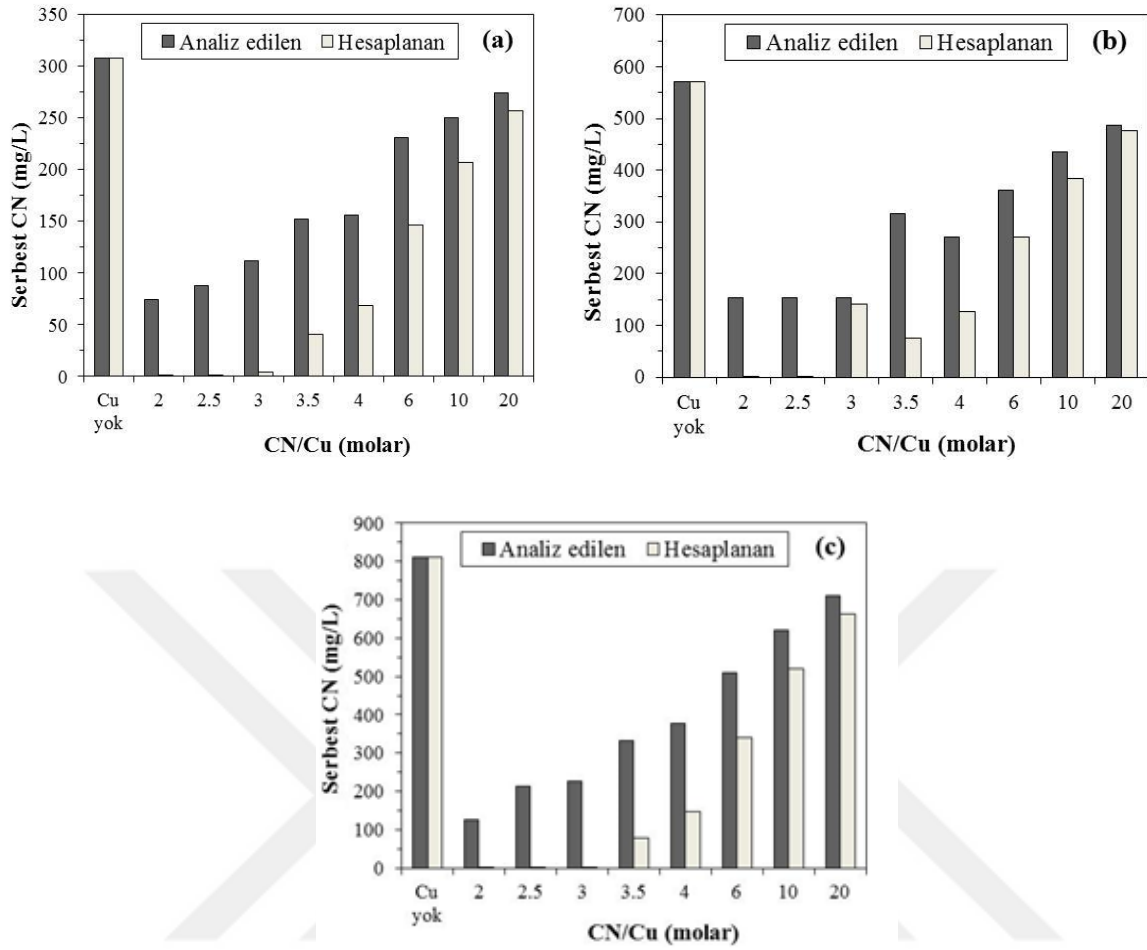 Analiz edilen Hesaplanan (a)
Serbest CN (mg/L)
350
300
250
200
150
100
50
0
Cu yok 2 2.5 3 3.5 4 6 10 20
CN/Cu (molar)
Analiz edilen Hesaplanan (b)
Serbest CN (mg/L)
700
600
500
400
300
200
100
0
Cu yok 2 2.5 3 3.5 4 6 10 20
CN/Cu (molar)
Analiz edilen Hesaplanan (c)
Serbest CN (mg/L)
900
800
700
600
500
400
300
200
100
0
Cu yok 2 2.5 3 3.5 4 6 10 20
CN/Cu (molar)